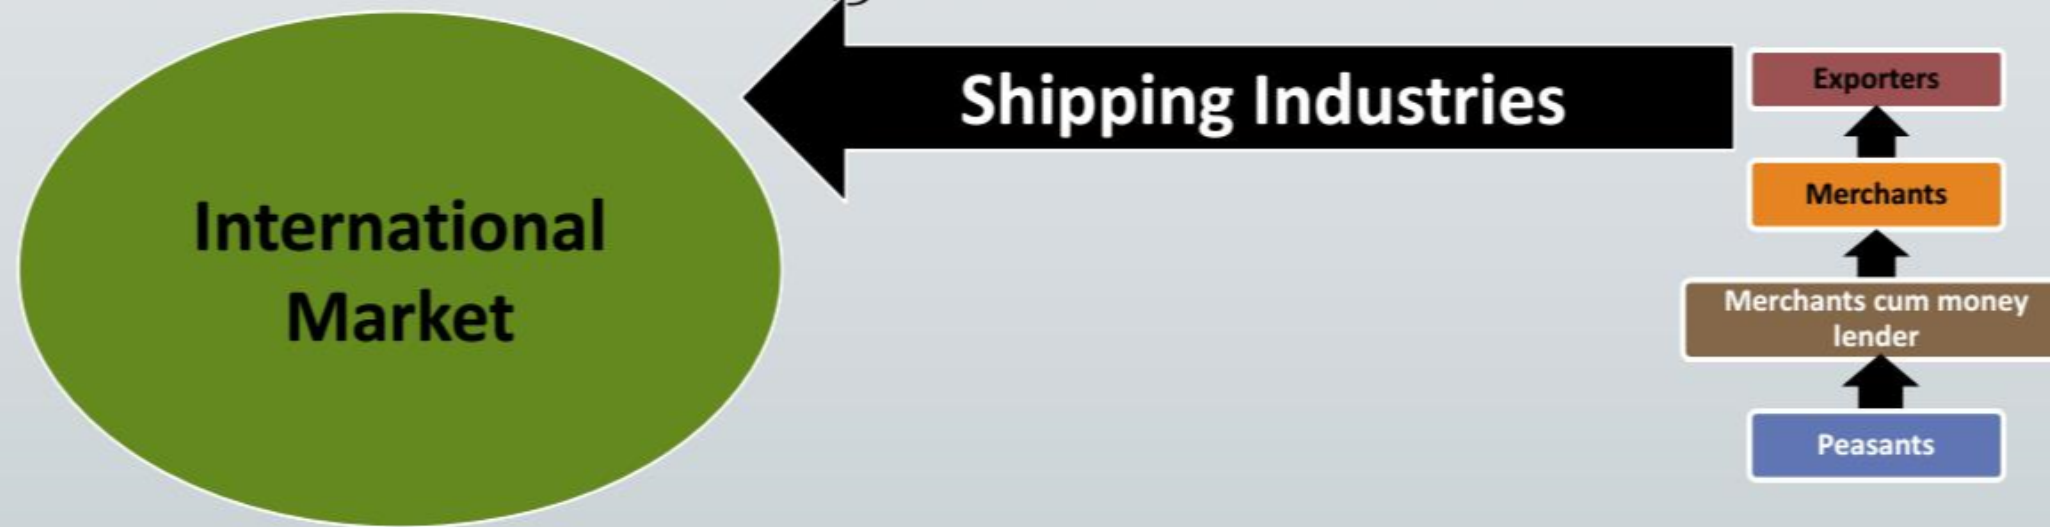 International
Market
Shipping Industries
Exporters
Merchants
Merchants cum money
lender
Peasants